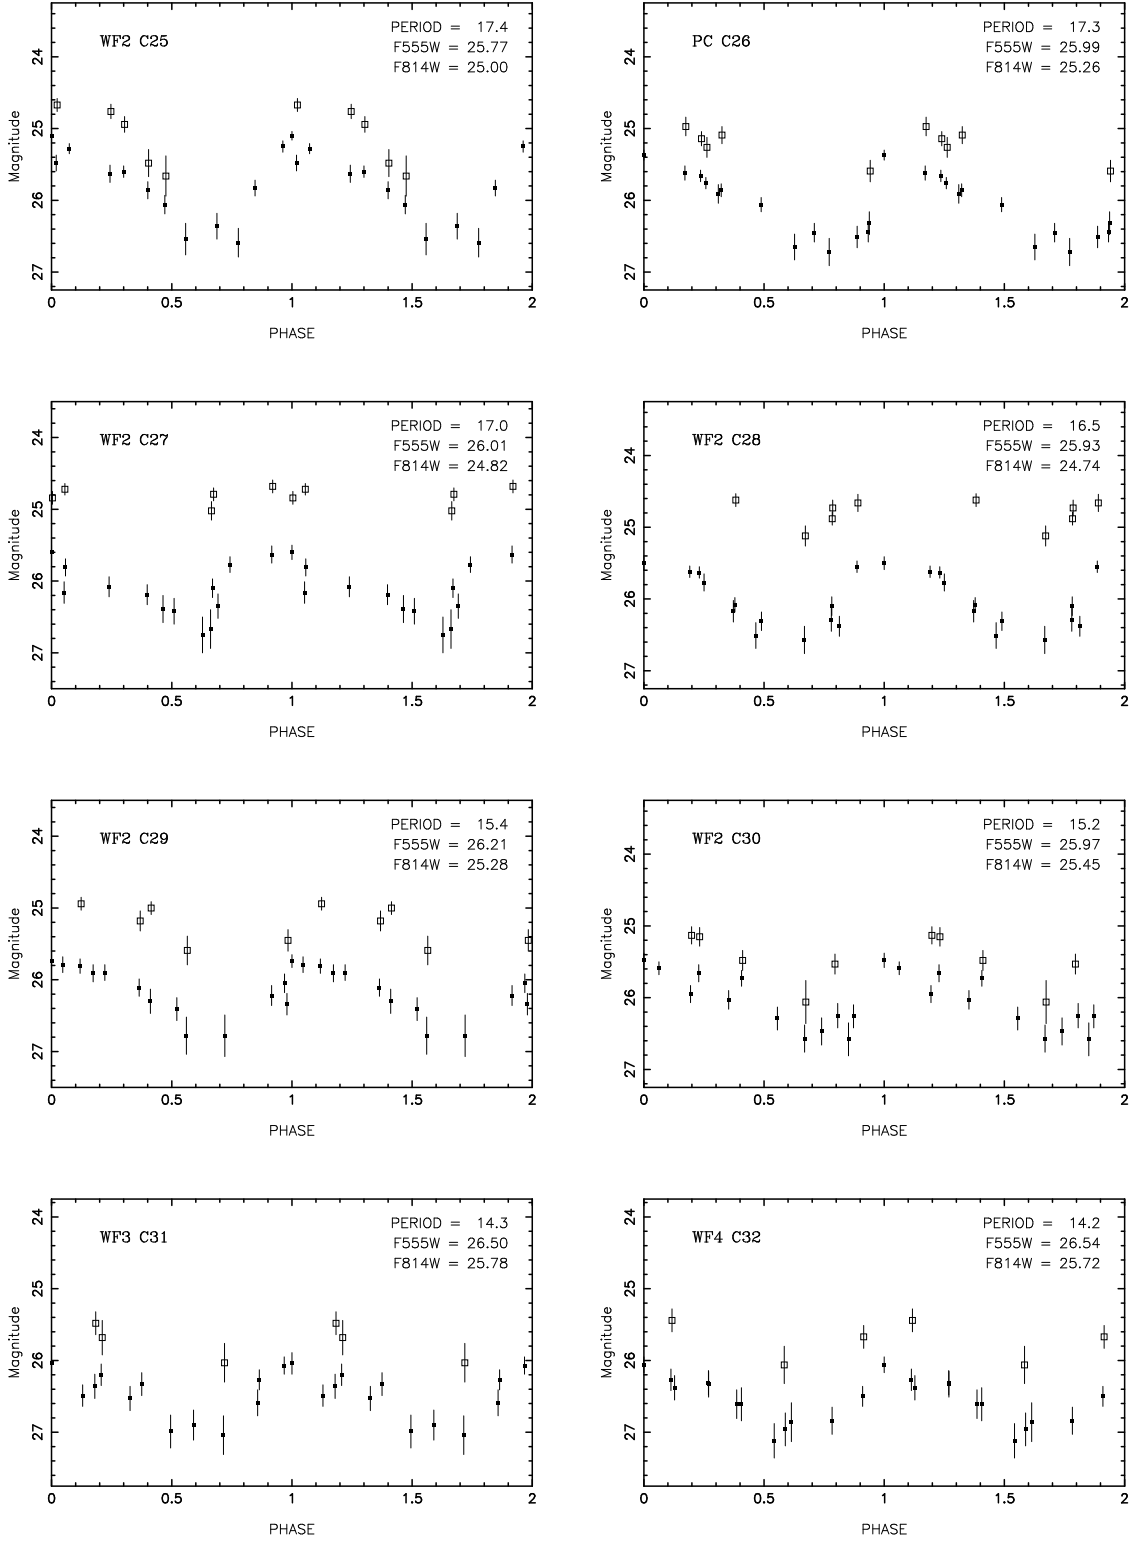 WF2 C25
PERIOD = 17.4
F555W = 25.77
F814W = 25.00
Magnitude
24
25
26
27
0
0.5
1
1.5
2
PHASE
PC C26
PERIOD = 17.3
F555W = 25.99
F814W = 25.26
Magnitude
24
25
26
27
0
0.5
1
1.5
2
PHASE
WF2 C27
PERIOD = 17.0
F555W = 26.01
F814W = 24.82
Magnitude
24
25
26
27
0
0.5
1
1.5
2
PHASE
WF2 C28
PERIOD = 16.5
F555W = 25.93
F814W = 24.74
Magnitude
24
25
26
27
0
0.5
1
1.5
2
PHASE
WF2 C29
PERIOD = 15.4
F555W = 26.21
F814W = 25.28
Magnitude
24
25
26
27
0
0.5
1
1.5
2
PHASE
WF2 C30
PERIOD = 15.2
F555W = 25.97
F814W = 25.45
Magnitude
24
25
26
27
0
0.5
1
1.5
2
PHASE
WF3 C31
PERIOD = 14.3
F555W = 26.50
F814W = 25.78
Magnitude
24
25
26
27
0
0.5
1
1.5
2
PHASE
WF4 C32
PERIOD = 14.2
F555W = 26.54
F814W = 25.72
Magnitude
24
25
26
27
0
0.5
1
1.5
2
PHASE